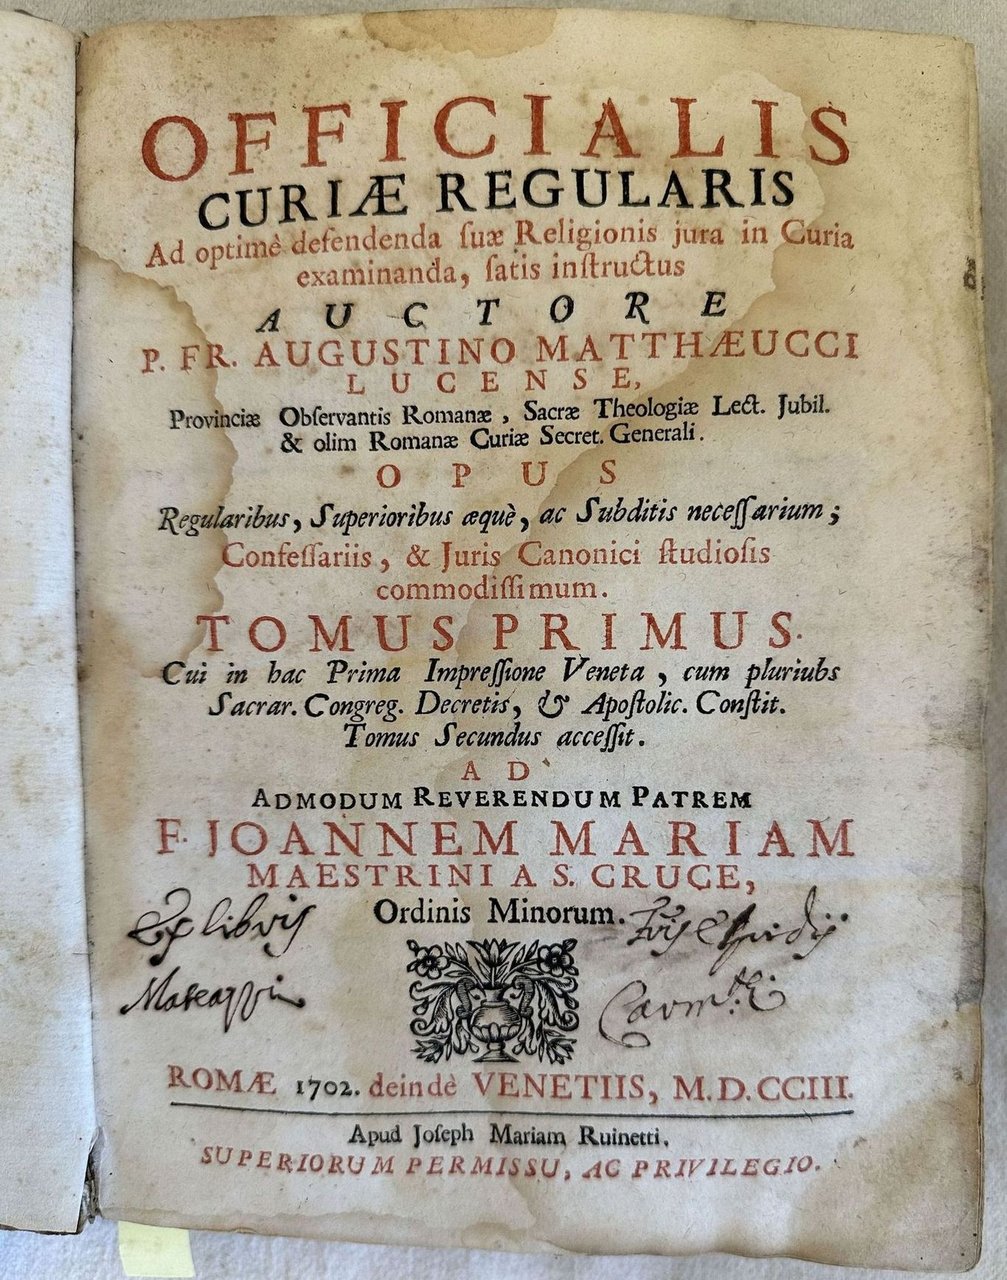 OFFICIALIS
CURIÆ REGULARIS
Ad optimè defendenda ſuæ Religionis jura in Curia
examinanda, ſatis inſtructus
AUCTORE
P. FR. AUGUSTINO MATTHÆUCCI
LUCENSE,
Provinciæ Obſervantis Romanæ, Sacræ Theologiæ Lect. Jubil.
& olim Romanæ Curiæ Secret. Generali.
OPUS
Regularibus, Superioribus æquè, ac Subditis neceſſarium;
Confeſſariis, & Juris Canonici ſtudioſis
commodiſſimum.
TOMUS PRIMUS.
Cui in hac Prima Impreſſione Veneta, cum pluriubs
Sacrar. Congreg. Decretis, & Apoſtolic. Conſtit.
Tomus Secundus acceſſit.
AD
ADMODUM REVERENDUM PATREM
F. JOANNEM MARIAM
MAESTRINI A S. CRUCE,
Ordinis Minorum.
Ex libris
ROMÆ 1702. deindè VENETIIS, M. D. CCIII.
Apud Joſeph Mariam Ruinetti.
SUPERIORUM PERMISSU, AC PRIVILEGIO.